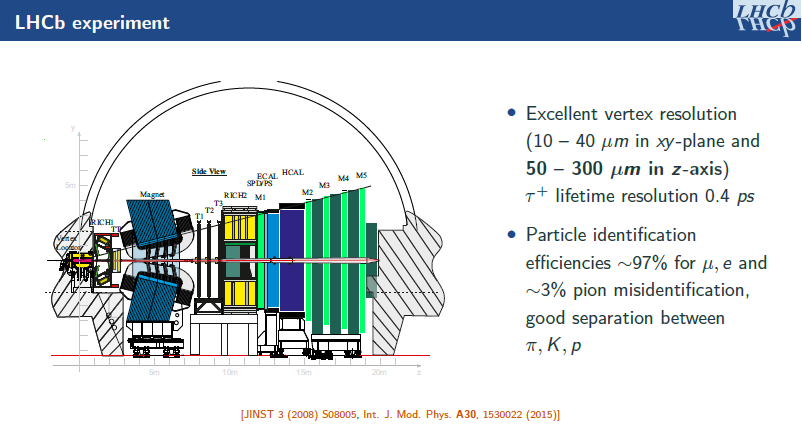 LHCb experiment
LHCb
• Excellent vertex resolution
(10 – 40 μm in xy-plane and
50 – 300 μm in z-axis)
τ⁺ lifetime resolution 0.4 ps
• Particle identification
efficiencies ∼97% for μ, e and
∼3% pion misidentification,
good separation between
π, K, p
y
5m
Side View
ECAL HCAL
SPD/PS
M5
M4
M3
M2
M1
RICH2
T3
T2
T1
Magnet
RICH1
TT
Vertex
Locator
5m 10m 15m 20m z
[JINST 3 (2008) S08005, Int. J. Mod. Phys. A30, 1530022 (2015)]